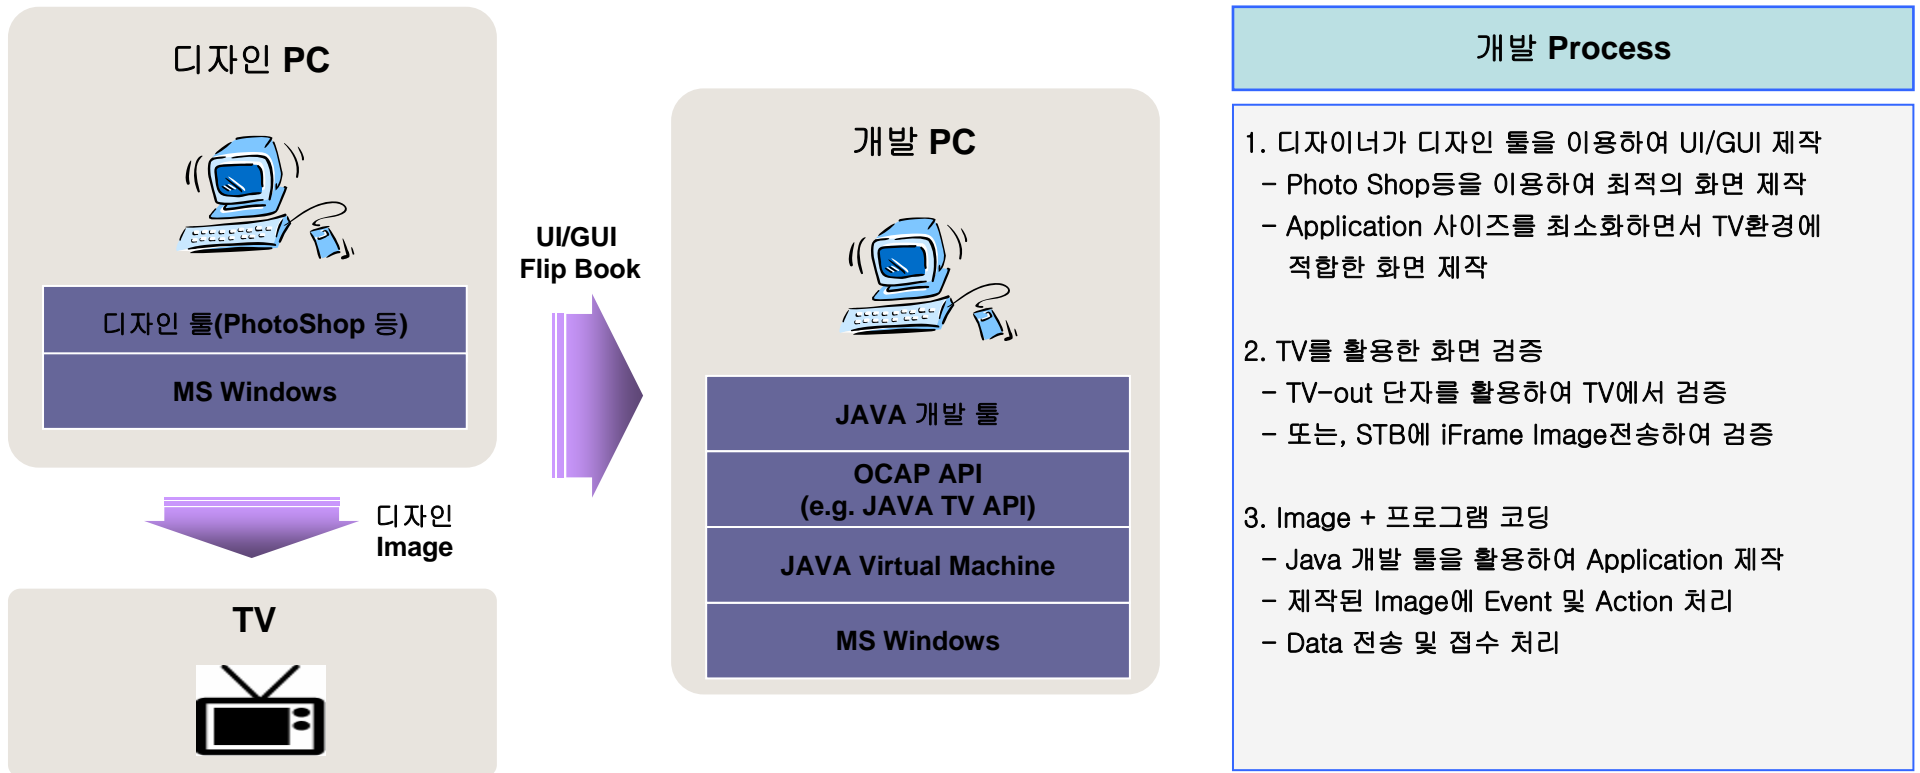 디자인 PC
디자인 툴(PhotoShop 등)
MS Windows
디자인
Image
TV
UI/GUI
Flip Book
개발 PC
JAVA 개발 툴
OCAP API
(e.g. JAVA TV API)
JAVA Virtual Machine
MS Windows
개발 Process
1. 디자이너가 디자인 툴을 이용하여 UI/GUI 제작
- Photo Shop등을 이용하여 최적의 화면 제작
- Application 사이즈를 최소화하면서 TV환경에
적합한 화면 제작
2. TV를 활용한 화면 검증
- TV-out 단자를 활용하여 TV에서 검증
- 또는, STB에 iFrame Image전송하여 검증
3. Image + 프로그램 코딩
- Java 개발 툴을 활용하여 Application 제작
- 제작된 Image에 Event 및 Action 처리
- Data 전송 및 접수 처리